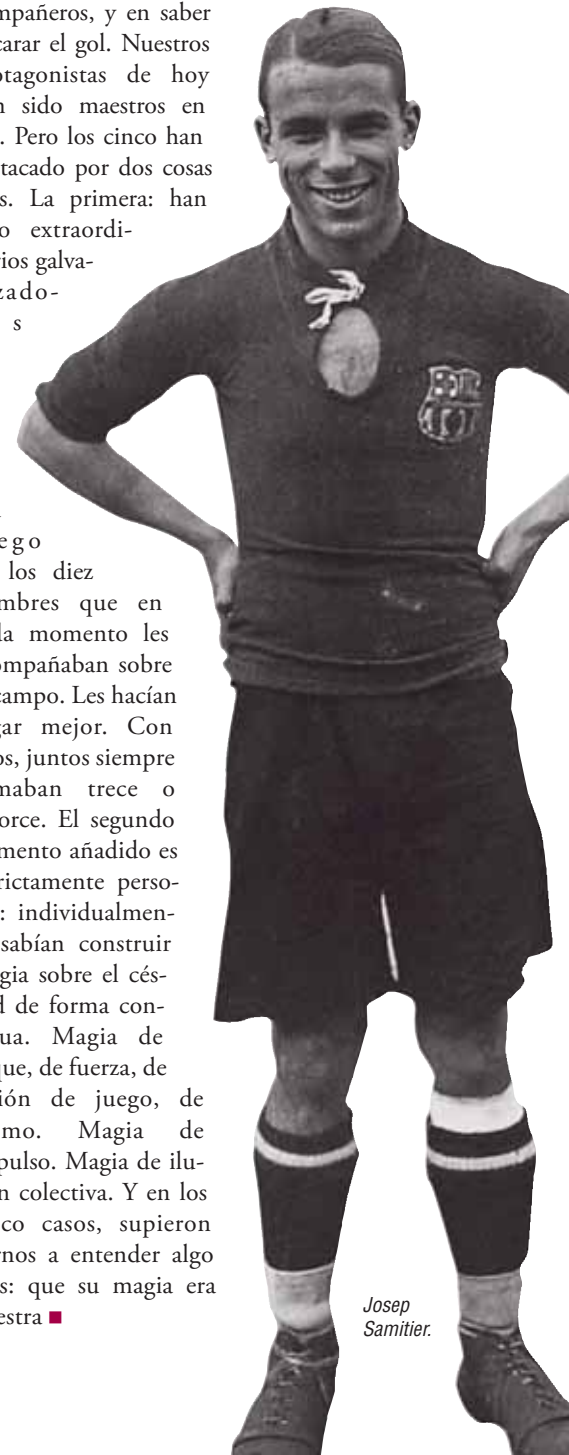 mpañeros, y en saber
carar el gol. Nuestros
otagonistas de hoy
n sido maestros en
. Pero los cinco han
tacado por dos cosas
s. La primera: han
o extraordi-
rios galva-
zado-
s
ego
los diez
mbres que en
la momento les
ompañaban sobre
campo. Les hacían
gar mejor. Con
os, juntos siempre
maban trece o
orce. El segundo
mento añadido es
rictamente perso-
: individualmen-
sabían construir
gia sobre el cés-
d de forma con-
ua. Magia de
que, de fuerza, de
ión de juego, de
mo. Magia de
pulso. Magia de ilu-
n colectiva. Y en los
co casos, supieron
rnos a entender algo
s: que su magia era
estra ■
Josep
Samitier.